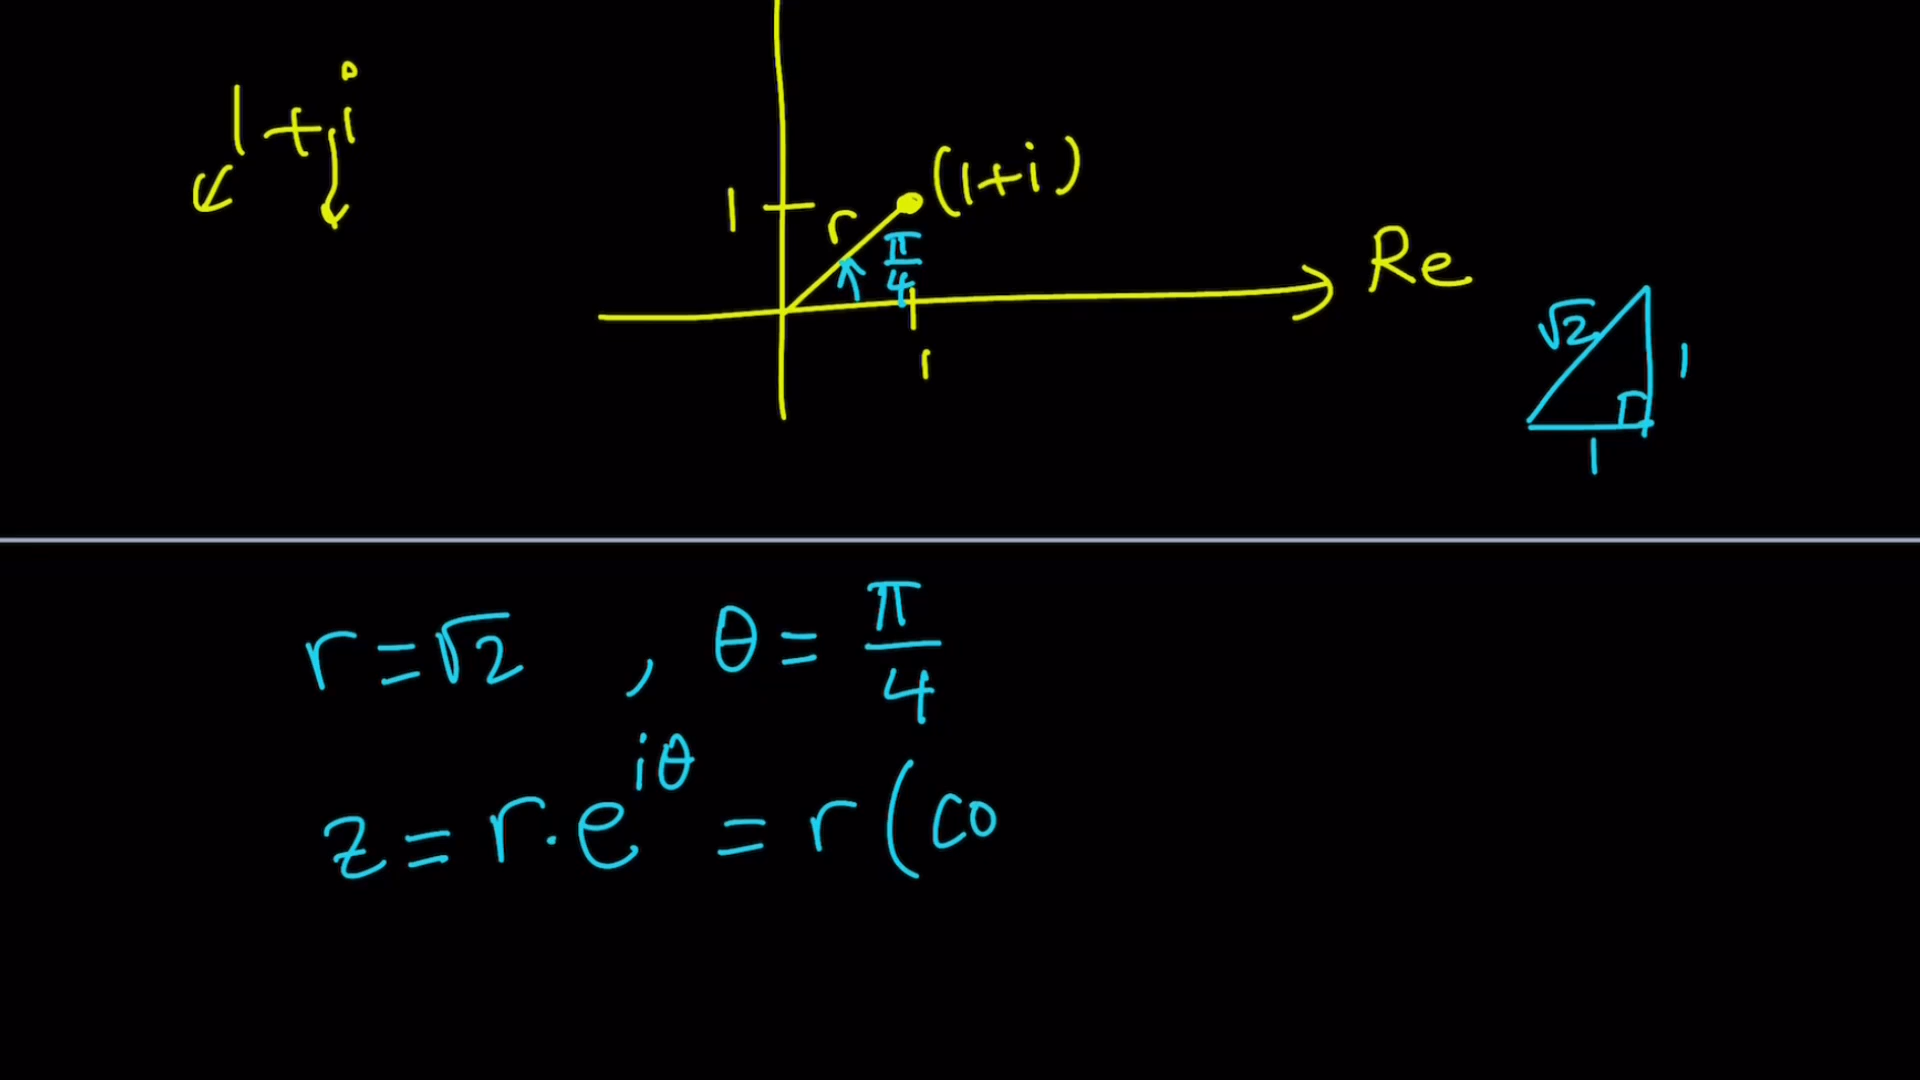 1+i
(1+i)
1
r
π/4
Re
1
√2
1
1
r=√2 , θ=π/4
z=r·e^{iθ}=r(co